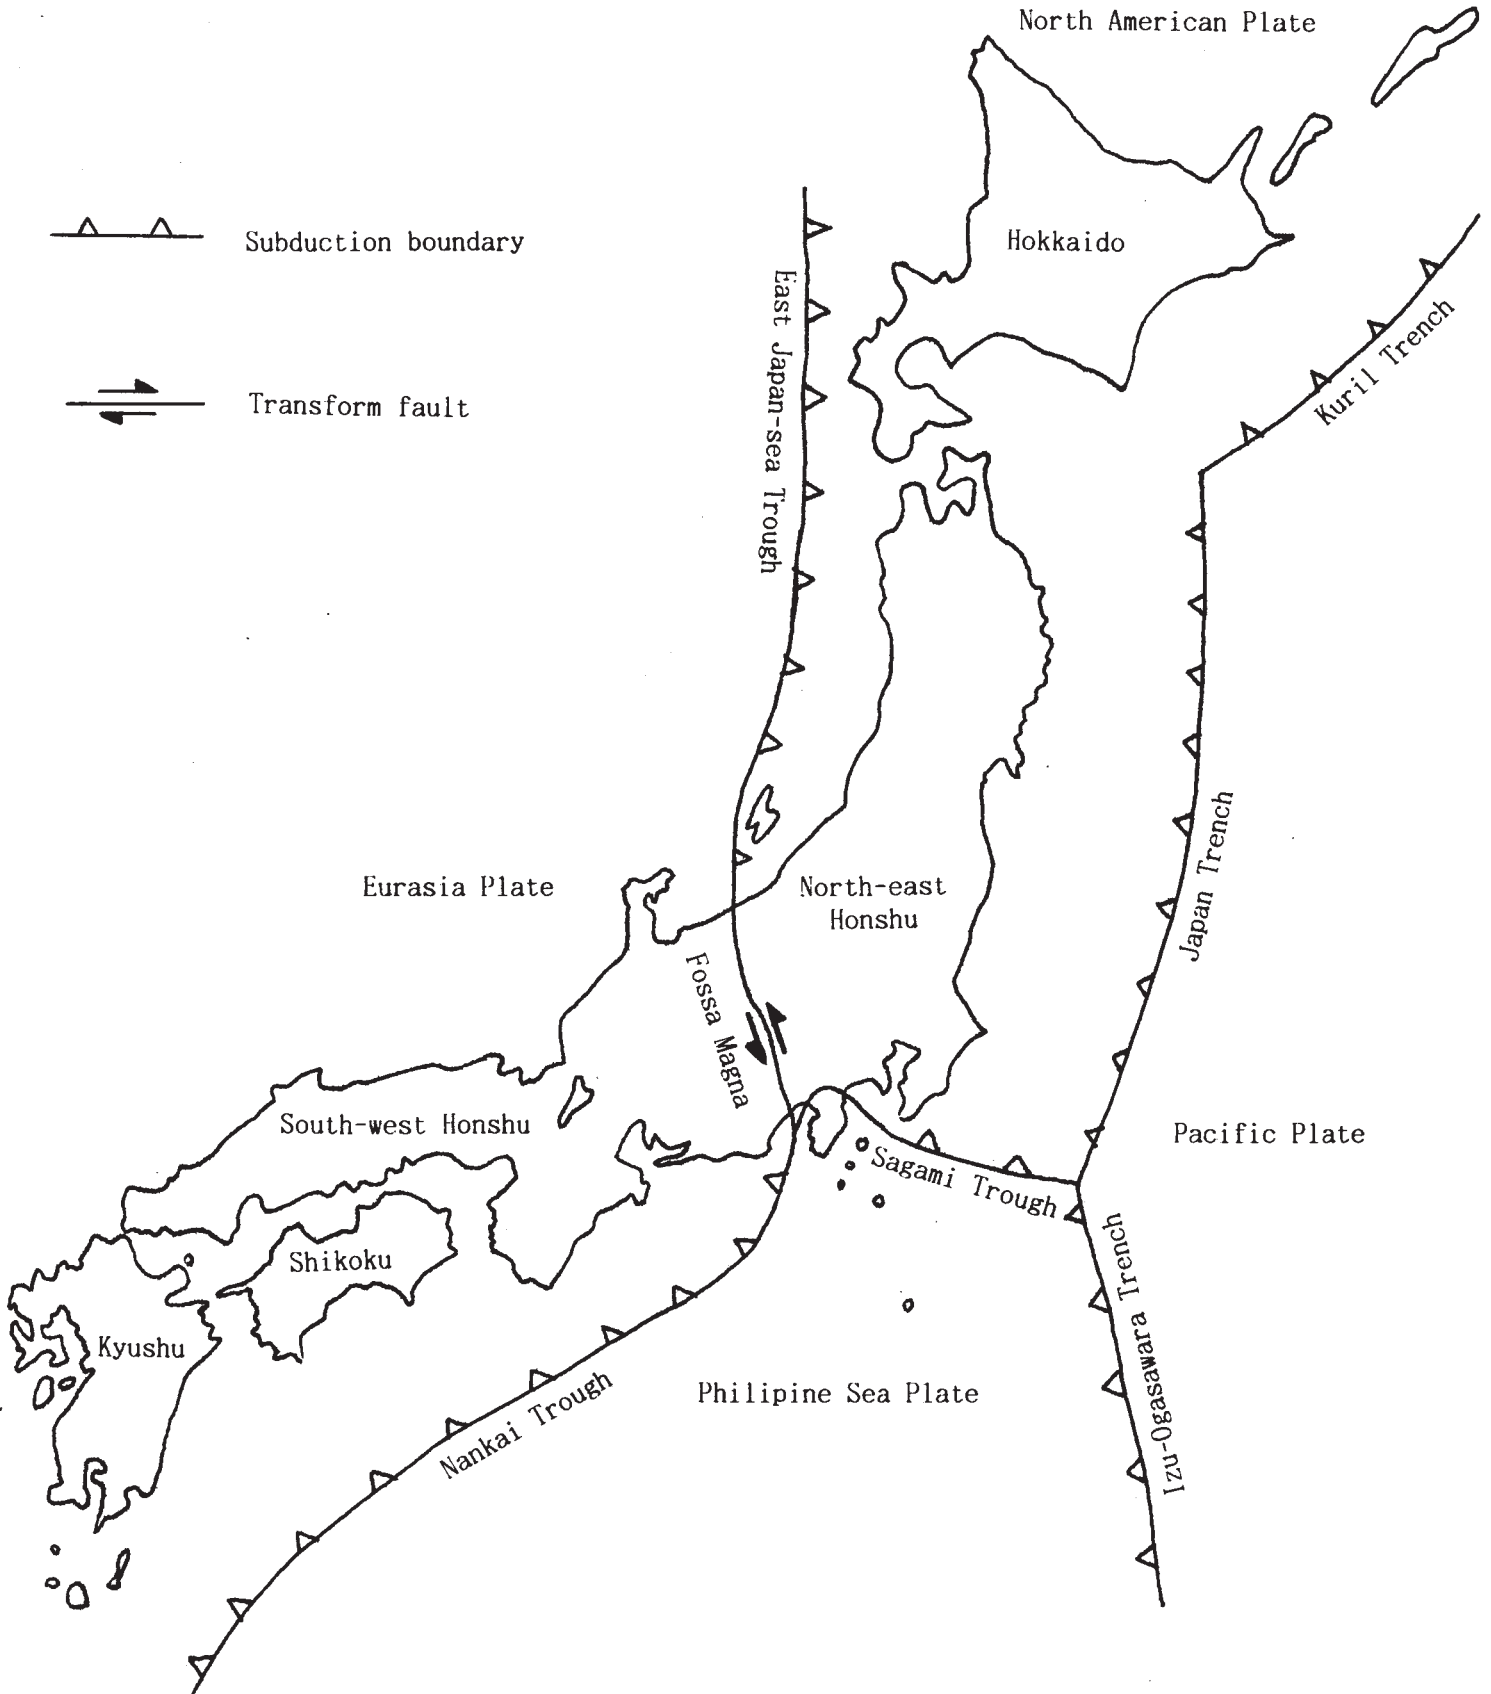 North American Plate
Subduction boundary
Hokkaido
East Japan-sea Trough
Kuril Trench
Transform fault
Japan Trench
Eurasia Plate
North-east
Honshu
Fossa Magna
South-west Honshu
Pacific Plate
Sagami Trough
Shikoku
Izu-Ogasawara Trench
Kyushu
Philipine Sea Plate
Nankai Trough